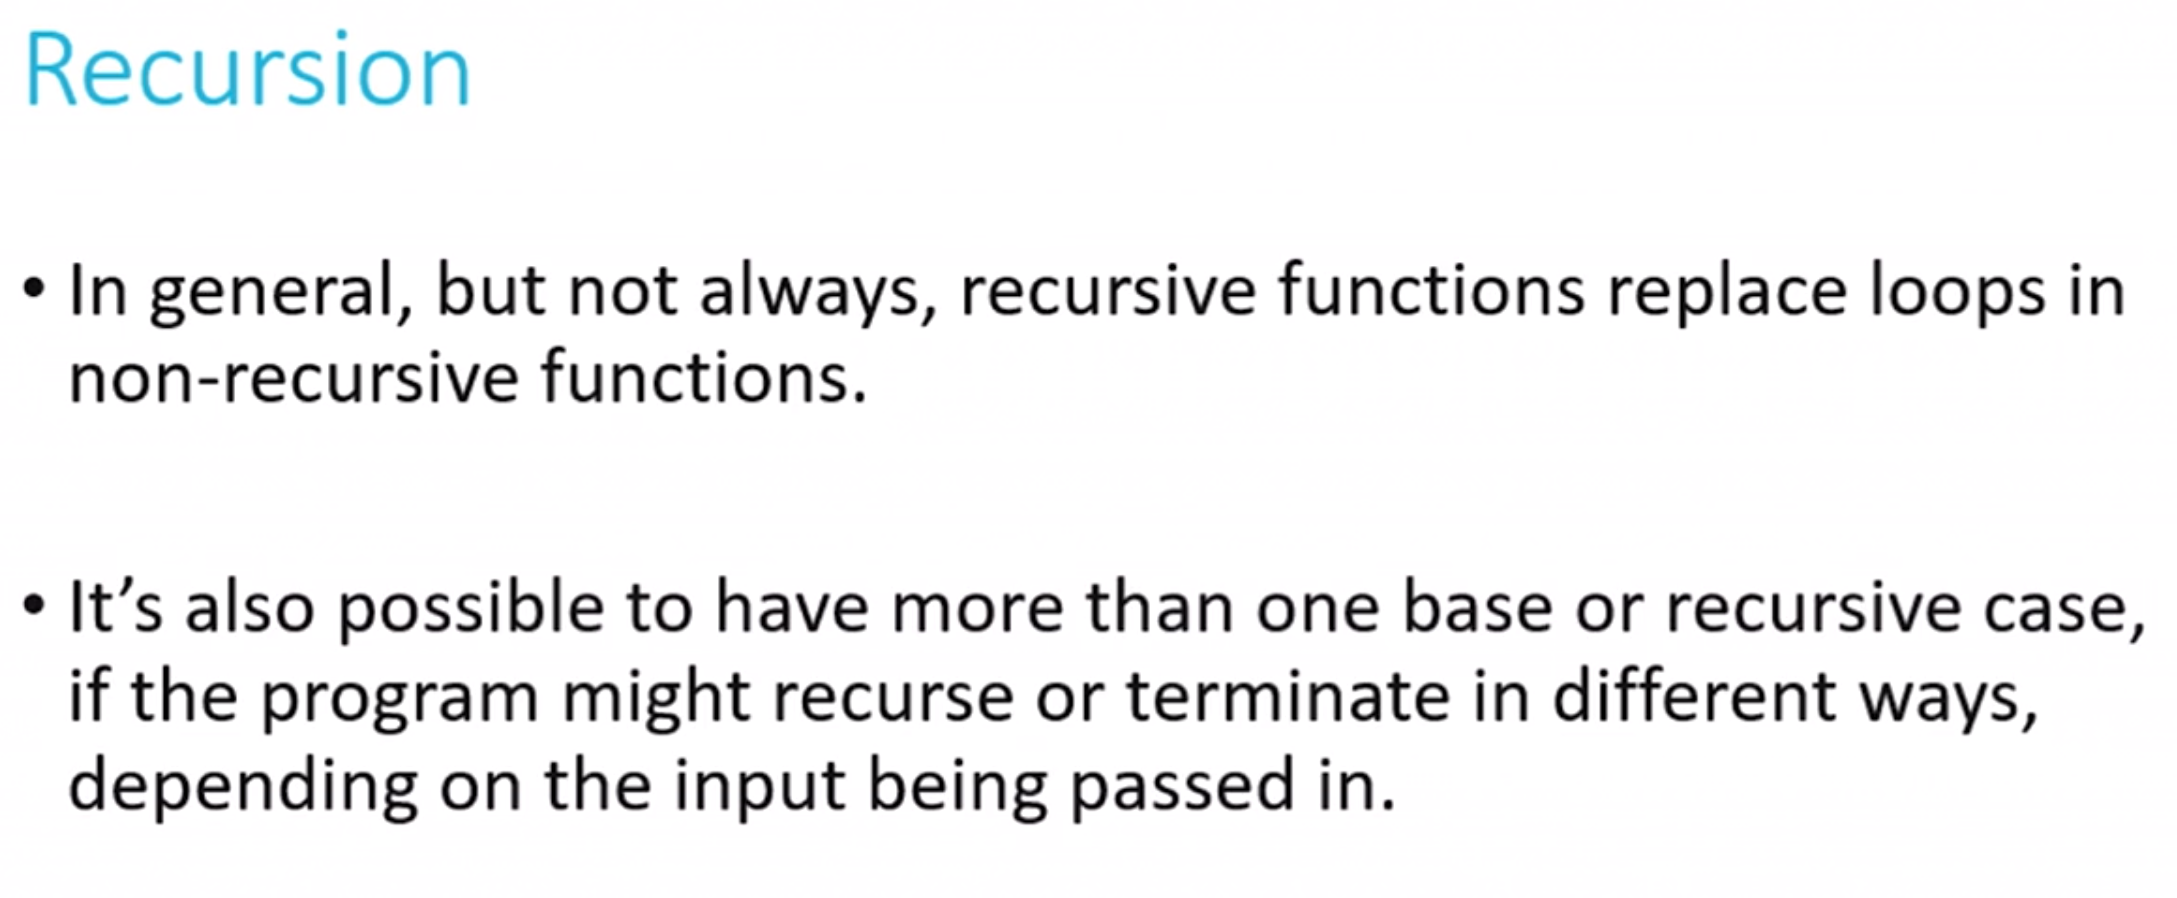 Recursion
• In general, but not always, recursive functions replace loops in
non-recursive functions.
• It’s also possible to have more than one base or recursive case,
if the program might recurse or terminate in different ways,
depending on the input being passed in.